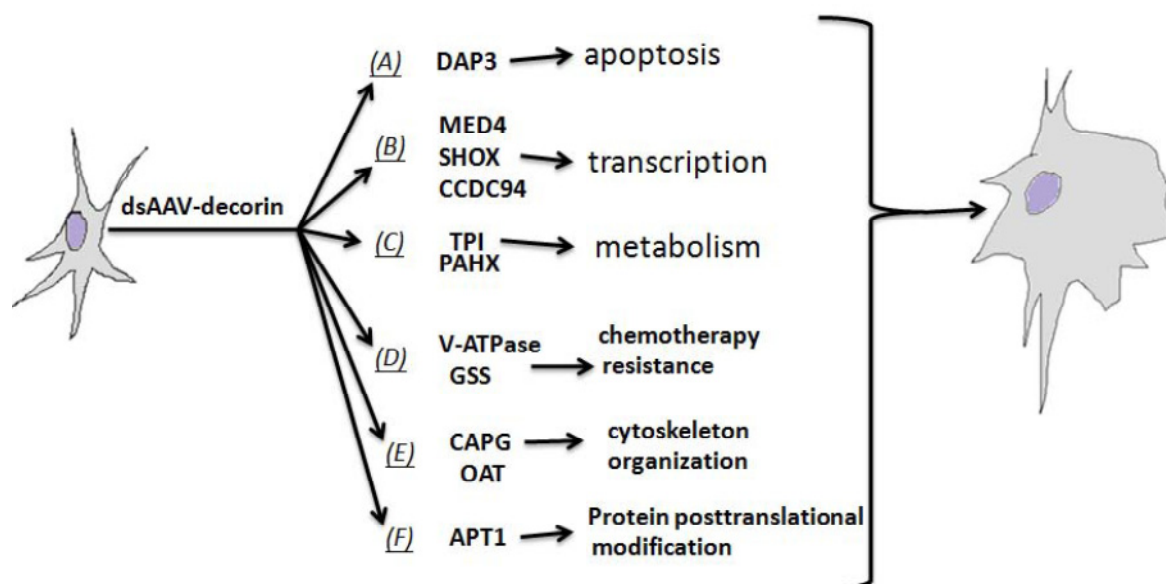 (A) DAP3 apoptosis
MED4
(B) SHOX transcription
CCDC94
dsAAV-decorin
(C) TPI metabolism
PAHX
(D) V-ATPase chemotherapy
GSS resistance
(E) CAPG cytoskeleton
OAT organization
(F) APT1 Protein posttranslational
modification